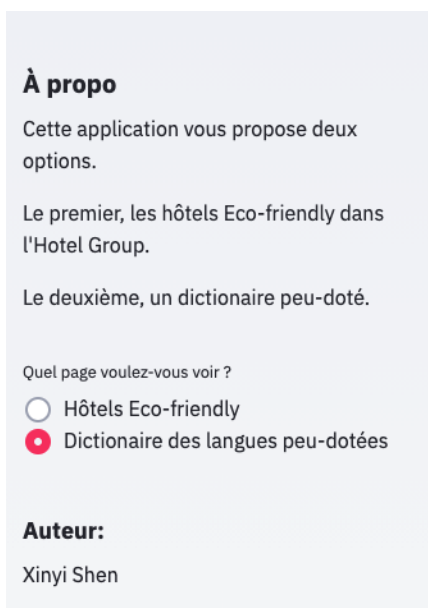 À propo
Cette application vous propose deux
options.
Le premier, les hôtels Eco-friendly dans
l'Hotel Group.
Le deuxième, un dictionaire peu-doté.
Quel page voulez-vous voir ?
Hôtels Eco-friendly
Dictionaire des langues peu-dotées
Auteur:
Xinyi Shen